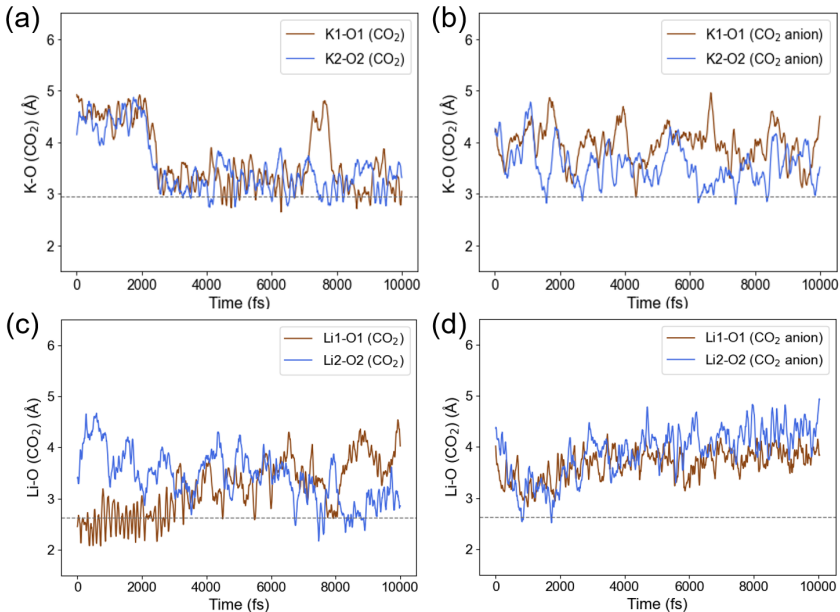 (a)
K1-O1 (CO₂)
K2-O2 (CO₂)
K-O (CO₂) (Å)
6
5
4
3
2
0 2000 4000 6000 8000 10000
Time (fs)
(b)
K1-O1 (CO₂ anion)
K2-O2 (CO₂ anion)
K-O (CO₂) (Å)
6
5
4
3
2
0 2000 4000 6000 8000 10000
Time (fs)
(c)
Li1-O1 (CO₂)
Li2-O2 (CO₂)
Li-O (CO₂) (Å)
6
5
4
3
2
0 2000 4000 6000 8000 10000
Time (fs)
(d)
Li1-O1 (CO₂ anion)
Li2-O2 (CO₂ anion)
Li-O (CO₂) (Å)
6
5
4
3
2
0 2000 4000 6000 8000 10000
Time (fs)